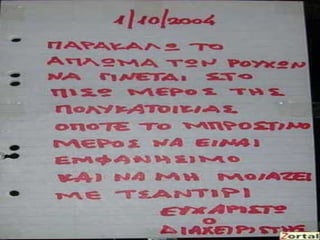 1/10/2004
ΠΑΡΑΚΑΛΩ ΤΟ
ΑΠΛΩΜΑ ΤΩΝ ΡΟΥΧΩΝ
ΝΑ ΓΙΝΕΤΑΙ ΣΤΟ
ΠΙΣΩ ΜΕΡΟΣ ΤΗΣ
ΠΟΛΥΚΑΤΟΙΚΙΑΣ
ΟΠΟΤΕ ΤΟ ΜΠΡΟΣΤΙΝΟ
ΜΕΡΟΣ ΝΑ ΕΙΝΑΙ
ΕΜΦΑΝΗΣΙΜΟ
ΚΑΙ ΝΑ ΜΗ ΜΟΙΑΖΕΙ
ΜΕ ΤΣΑΝΤΙΡΙ
ΕΥΧΑΡΙΣΤΩ
Ο ΔΙΑΧΕΙΡΙΣΤΗΣ
Zortal